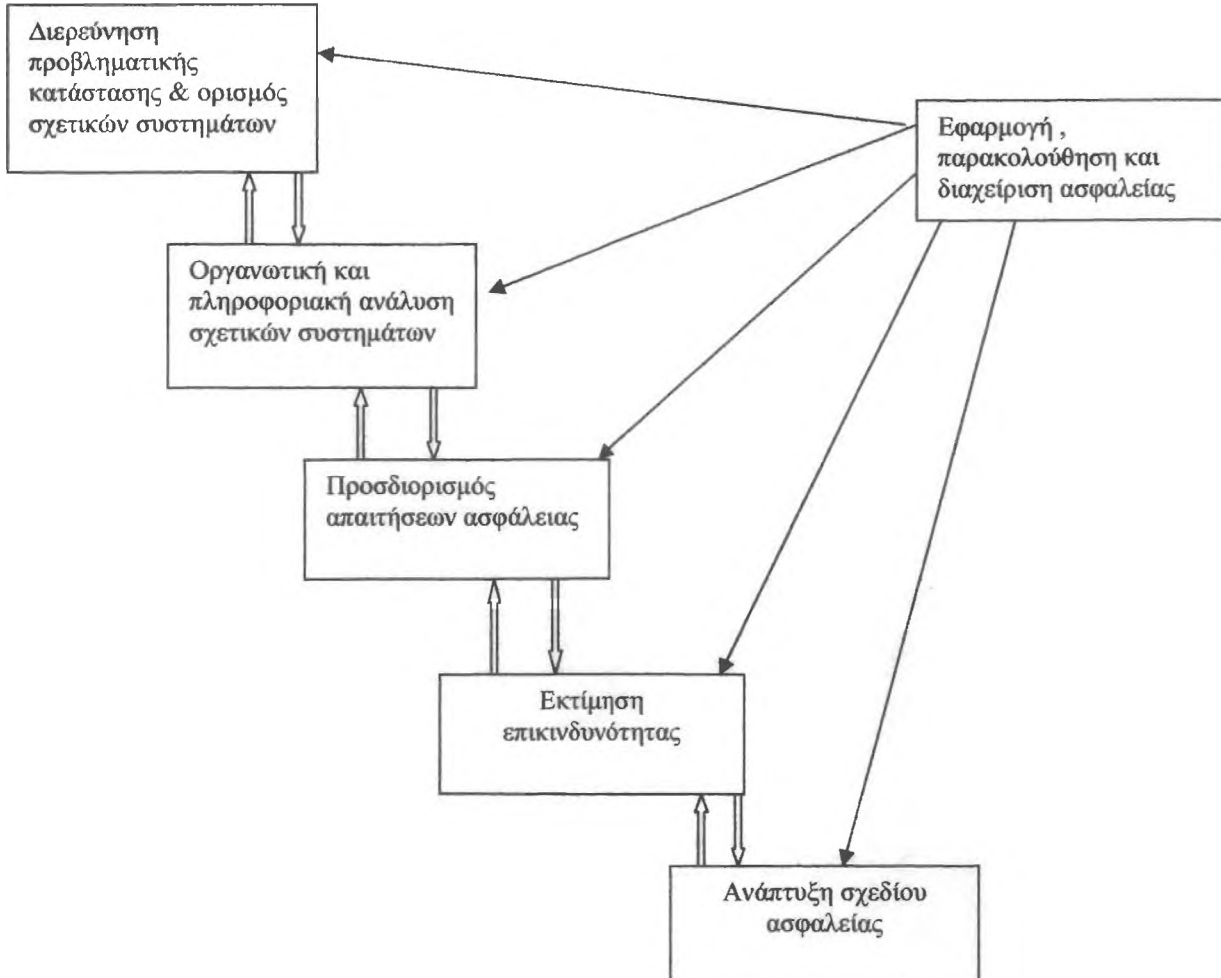 Διερεύνηση
προβληματικής
κατάστασης & ορισμός
σχετικών συστημάτων
Εφαρμογή ,
παρακολούθηση και
διαχείριση ασφαλείας
Οργανωτική και
πληροφοριακή ανάλυση
σχετικών συστημάτων
Προσδιορισμός
απαιτήσεων ασφάλειας
Εκτίμηση
επικινδυνότητας
Ανάπτυξη σχεδίου
ασφαλείας